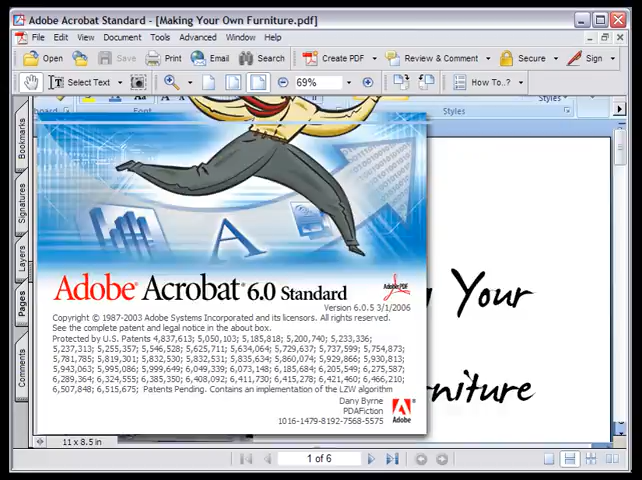 Adobe Acrobat Standard - [Making Your Own Furniture.pdf]
File Edit View Document Tools Advanced Window Help
Open Save Print Email Search Create PDF Review & Comment Secure Sign
Select Text 69% How To..?
Font Styles Styles
Bookmarks
Signatures
Layers
Pages
Comments
A
Your
Adobe Acrobat 6.0 Standard
Adobe PDF
Version 6.0.5 3/1/2006
Copyright © 1987-2003 Adobe Systems Incorporated and its licensors. All rights reserved.
See the complete patent and legal notice in the about box.
Protected by U.S. Patents 4,837,613; 5,050,103; 5,185,818; 5,200,740; 5,233,336;
5,237,313; 5,255,357; 5,546,528; 5,625,711; 5,634,064; 5,729,637; 5,737,599; 5,754,873;
5,781,785; 5,819,301; 5,832,530; 5,832,531; 5,835,634; 5,860,074; 5,929,866; 5,930,813;
5,943,063; 5,995,086; 5,999,649; 6,049,339; 6,073,148; 6,185,684; 6,205,549; 6,275,587;
6,289,364; 6,324,555; 6,385,350; 6,408,092; 6,411,730; 6,415,278; 6,421,460; 6,466,210;
6,507,848; 6,515,675; Patents Pending. Contains an implementation of the LZW algorithm
rniture
Dany Byrne
PDAFiction
1016-1479-8192-7568-5575
Adobe
11 x 8.5 in
1 of 6